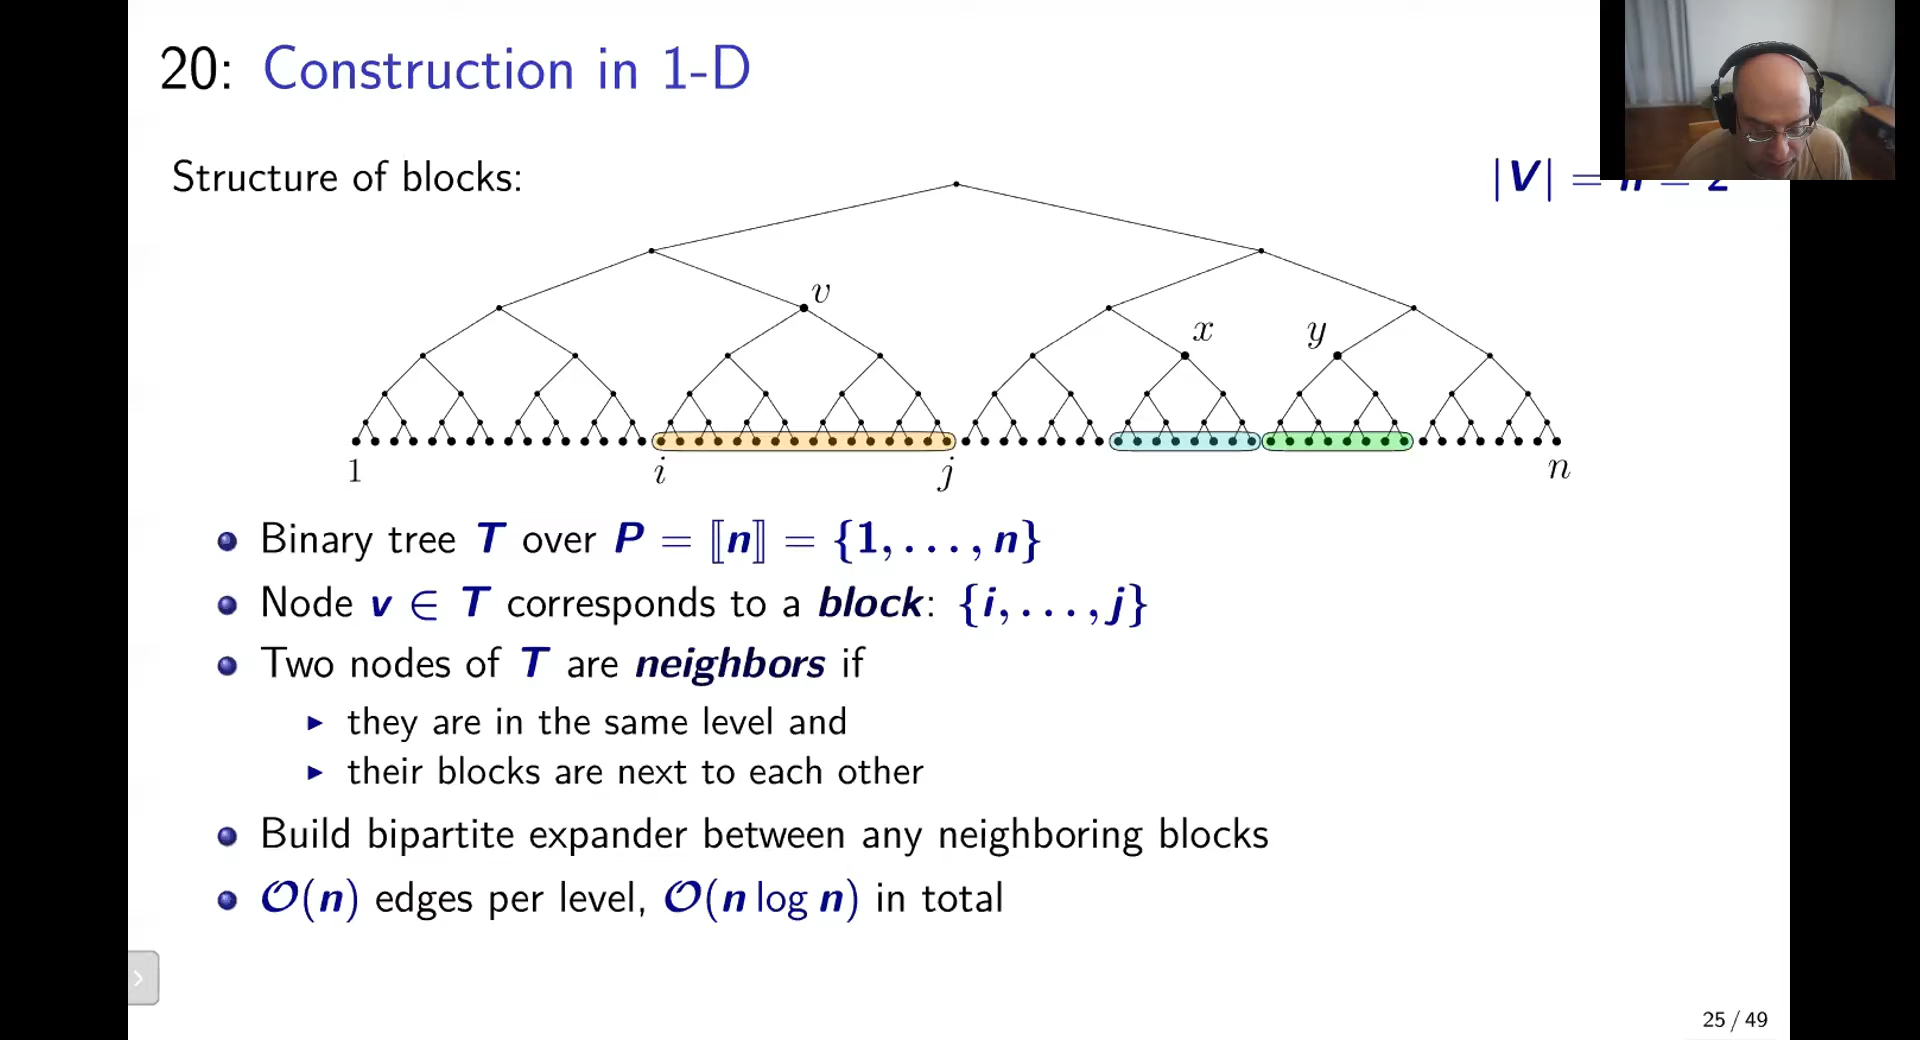 20: Construction in 1-D
Structure of blocks:
|V| = n = 2
v
x
y
1
i
j
n
Binary tree T over P = ⟦n⟧ = {1, . . . , n}
Node v ∈ T corresponds to a block: {i, . . . , j}
Two nodes of T are neighbors if
they are in the same level and
their blocks are next to each other
Build bipartite expander between any neighboring blocks
O(n) edges per level, O(n log n) in total
25 / 49